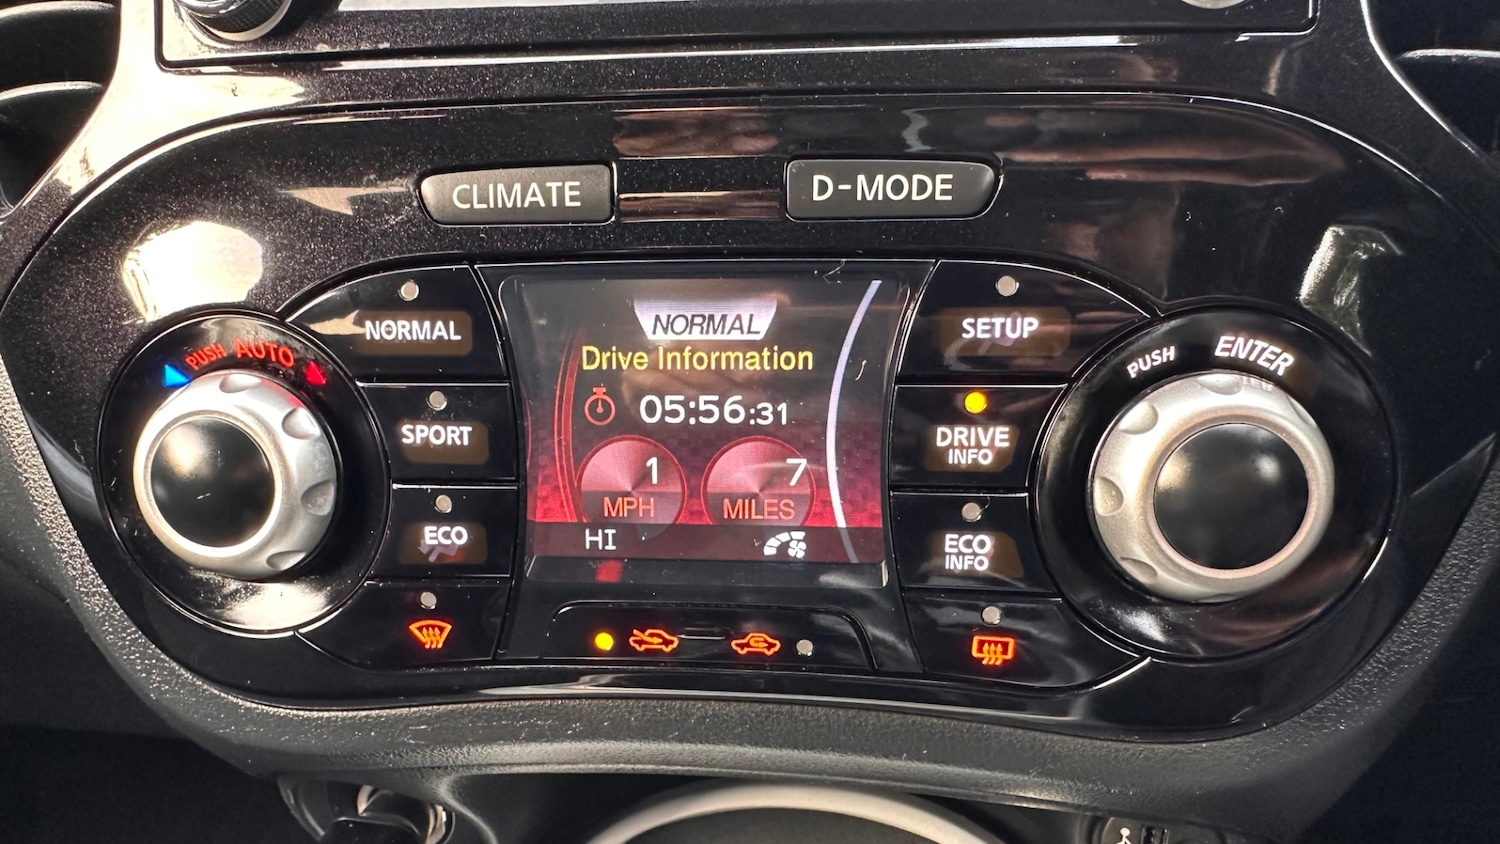 CLIMATE
D-MODE
NORMAL
SPORT
ECO
PUSH AUTO
NORMAL
Drive Information
05:56:31
1
MPH
7
MILES
HI
SETUP
DRIVE
INFO
ECO
INFO
PUSH ENTER